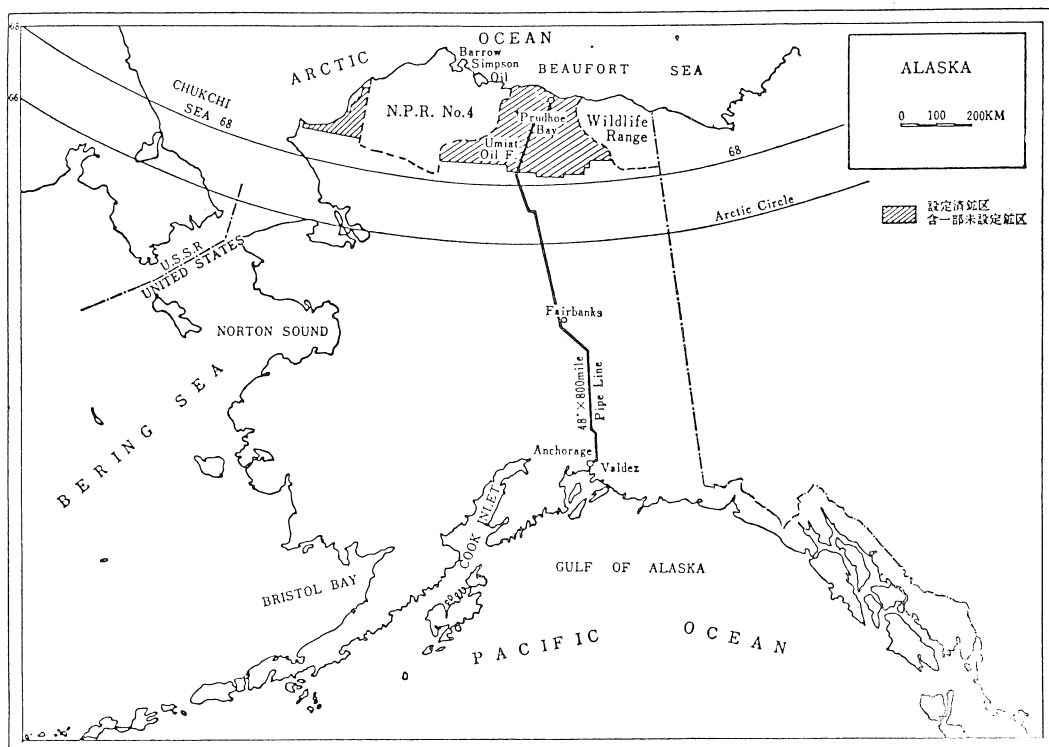 68
66
ARCTIC OCEAN
Barrow
Simpson
Oil
BEAUFORT SEA
CHUKCHI
SEA 68
N.P.R. No.4
Prudhoe
Bay
Wildlife
Range
Umiat
Oil F.
68
Arctic Circle
ALASKA
0 100 200KM
設定済鉱区
含一部未設定鉱区
U.S.S.R
UNITED STATES
NORTON SOUND
Fairbanks
BERING SEA
48"×800mile
Pipe Line
Anchorage
Valdez
COOK INLET
BRISTOL BAY
GULF OF ALASKA
PACIFIC OCEAN